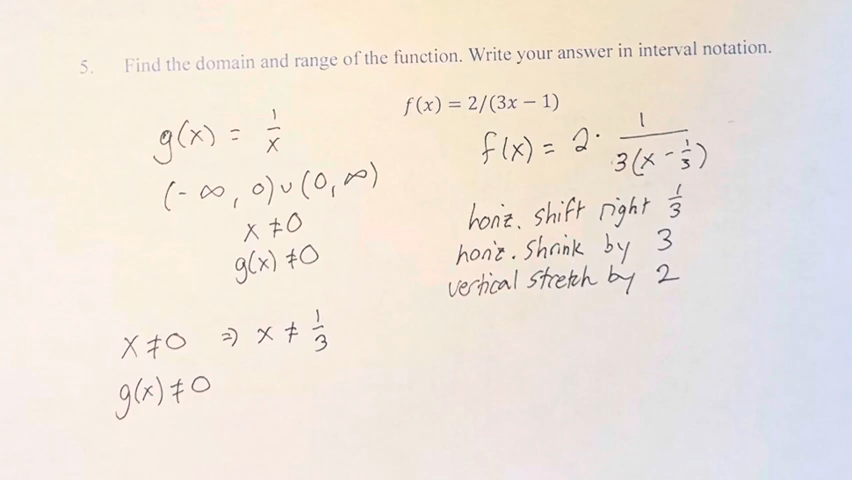 5. Find the domain and range of the function. Write your answer in interval notation.
f(x) = 2/(3x − 1)
g(x) = 1/x
(-∞, 0)∪(0, ∞)
x ≠ 0
g(x) ≠ 0
f(x) = 2 · 1/3(x - 1/3)
horiz. shift right 1/3
horiz. shrink by 3
vertical stretch by 2
x ≠ 0 ⇒ x ≠ 1/3
g(x) ≠ 0